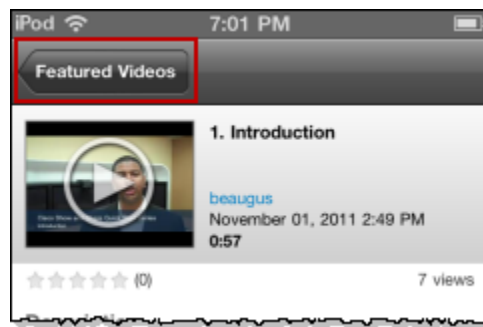 iPod 7:01 PM
Featured Videos
1. Introduction
beaugus
November 01, 2011 2:49 PM
0:57
(0) 7 views